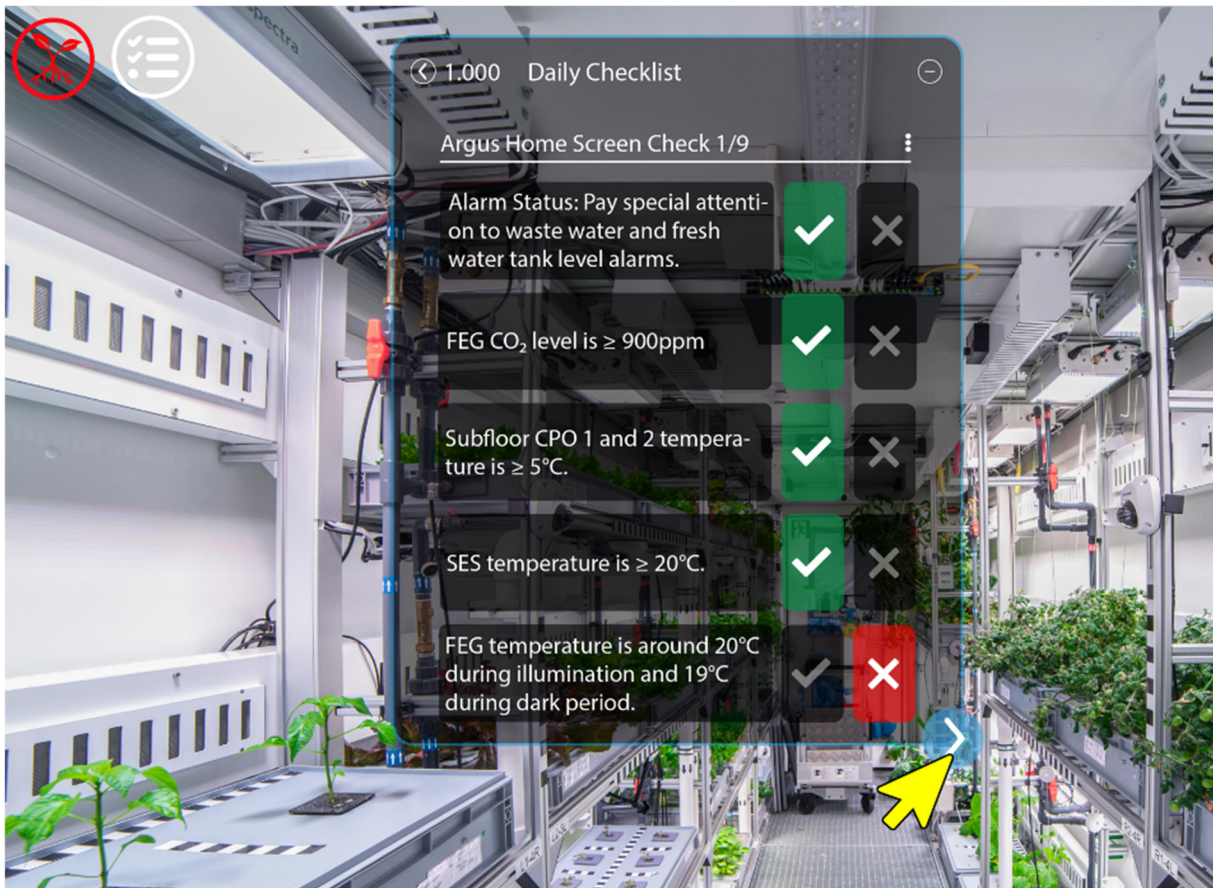 pectra
1.000 Daily Checklist
Argus Home Screen Check 1/9
Alarm Status: Pay special attenti-
on to waste water and fresh
water tank level alarms.
FEG CO₂ level is ≥ 900ppm
Subfloor CPO 1 and 2 tempera-
ture is ≥ 5°C.
SES temperature is ≥ 20°C.
FEG temperature is around 20°C
during illumination and 19°C
during dark period.